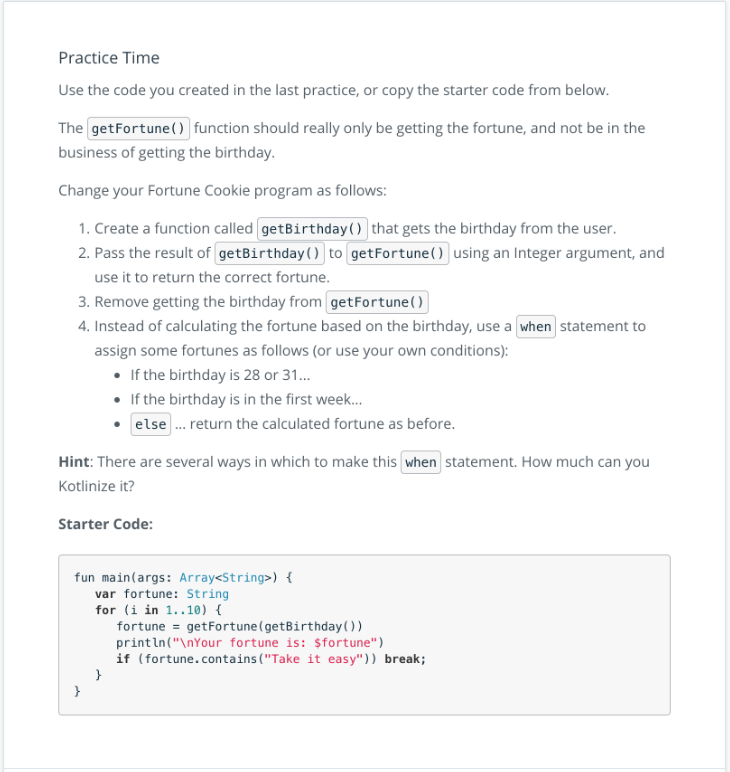 Practice Time
Use the code you created in the last practice, or copy the starter code from below.
The getFortune() function should really only be getting the fortune, and not be in the
business of getting the birthday.
Change your Fortune Cookie program as follows:
1. Create a function called getBirthday() that gets the birthday from the user.
2. Pass the result of getBirthday() to getFortune() using an Integer argument, and
use it to return the correct fortune.
3. Remove getting the birthday from getFortune()
4. Instead of calculating the fortune based on the birthday, use a when statement to
assign some fortunes as follows (or use your own conditions):
• If the birthday is 28 or 31...
• If the birthday is in the first week...
• else ... return the calculated fortune as before.
Hint: There are several ways in which to make this when statement. How much can you
Kotlinize it?
Starter Code:
fun main(args: Array<String>) {
var fortune: String
for (i in 1..10) {
fortune = getFortune(getBirthday())
println("\nYour fortune is: $fortune")
if (fortune.contains("Take it easy")) break;
}
}